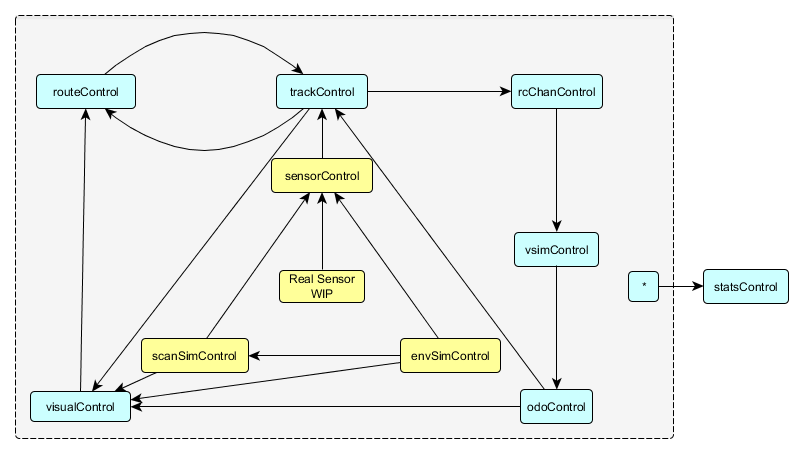 routeControl
trackControl
rcChanControl
sensorControl
vsimControl
Real Sensor
WIP
*
statsControl
scanSimControl
envSimControl
visualControl
odoControl